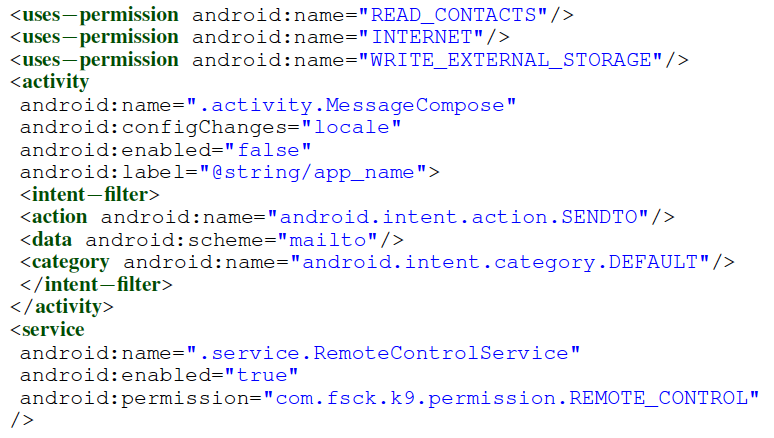 <uses−permission android:name="READ_CONTACTS"/>
<uses−permission android:name="INTERNET"/>
<uses−permission android:name="WRITE_EXTERNAL_STORAGE"/>
<activity
android:name=".activity.MessageCompose"
android:configChanges="locale"
android:enabled="false"
android:label="@string/app_name">
<intent−filter>
<action android:name="android.intent.action.SENDTO"/>
<data android:scheme="mailto"/>
<category android:name="android.intent.category.DEFAULT"/>
</intent−filter>
</activity>
<service
android:name=".service.RemoteControlService"
android:enabled="true"
android:permission="com.fsck.k9.permission.REMOTE_CONTROL"
/>